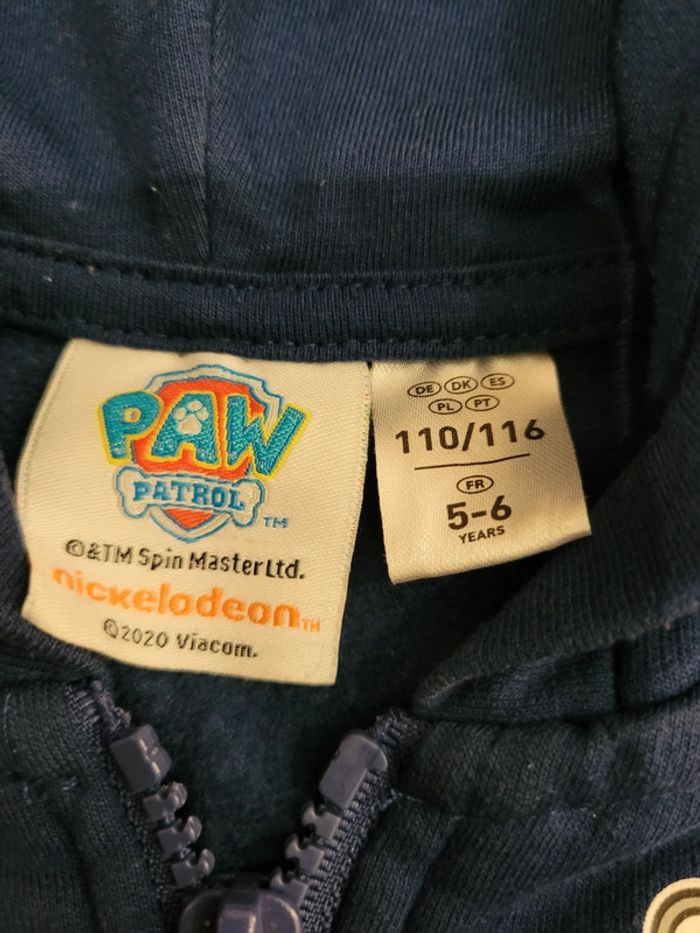 PAW
PATROL TM
©&TM Spin Master Ltd.
nickelodeon TM
©2020 Viacom.
DE DK ES
PL PT
110/116
FR
5-6
YEARS